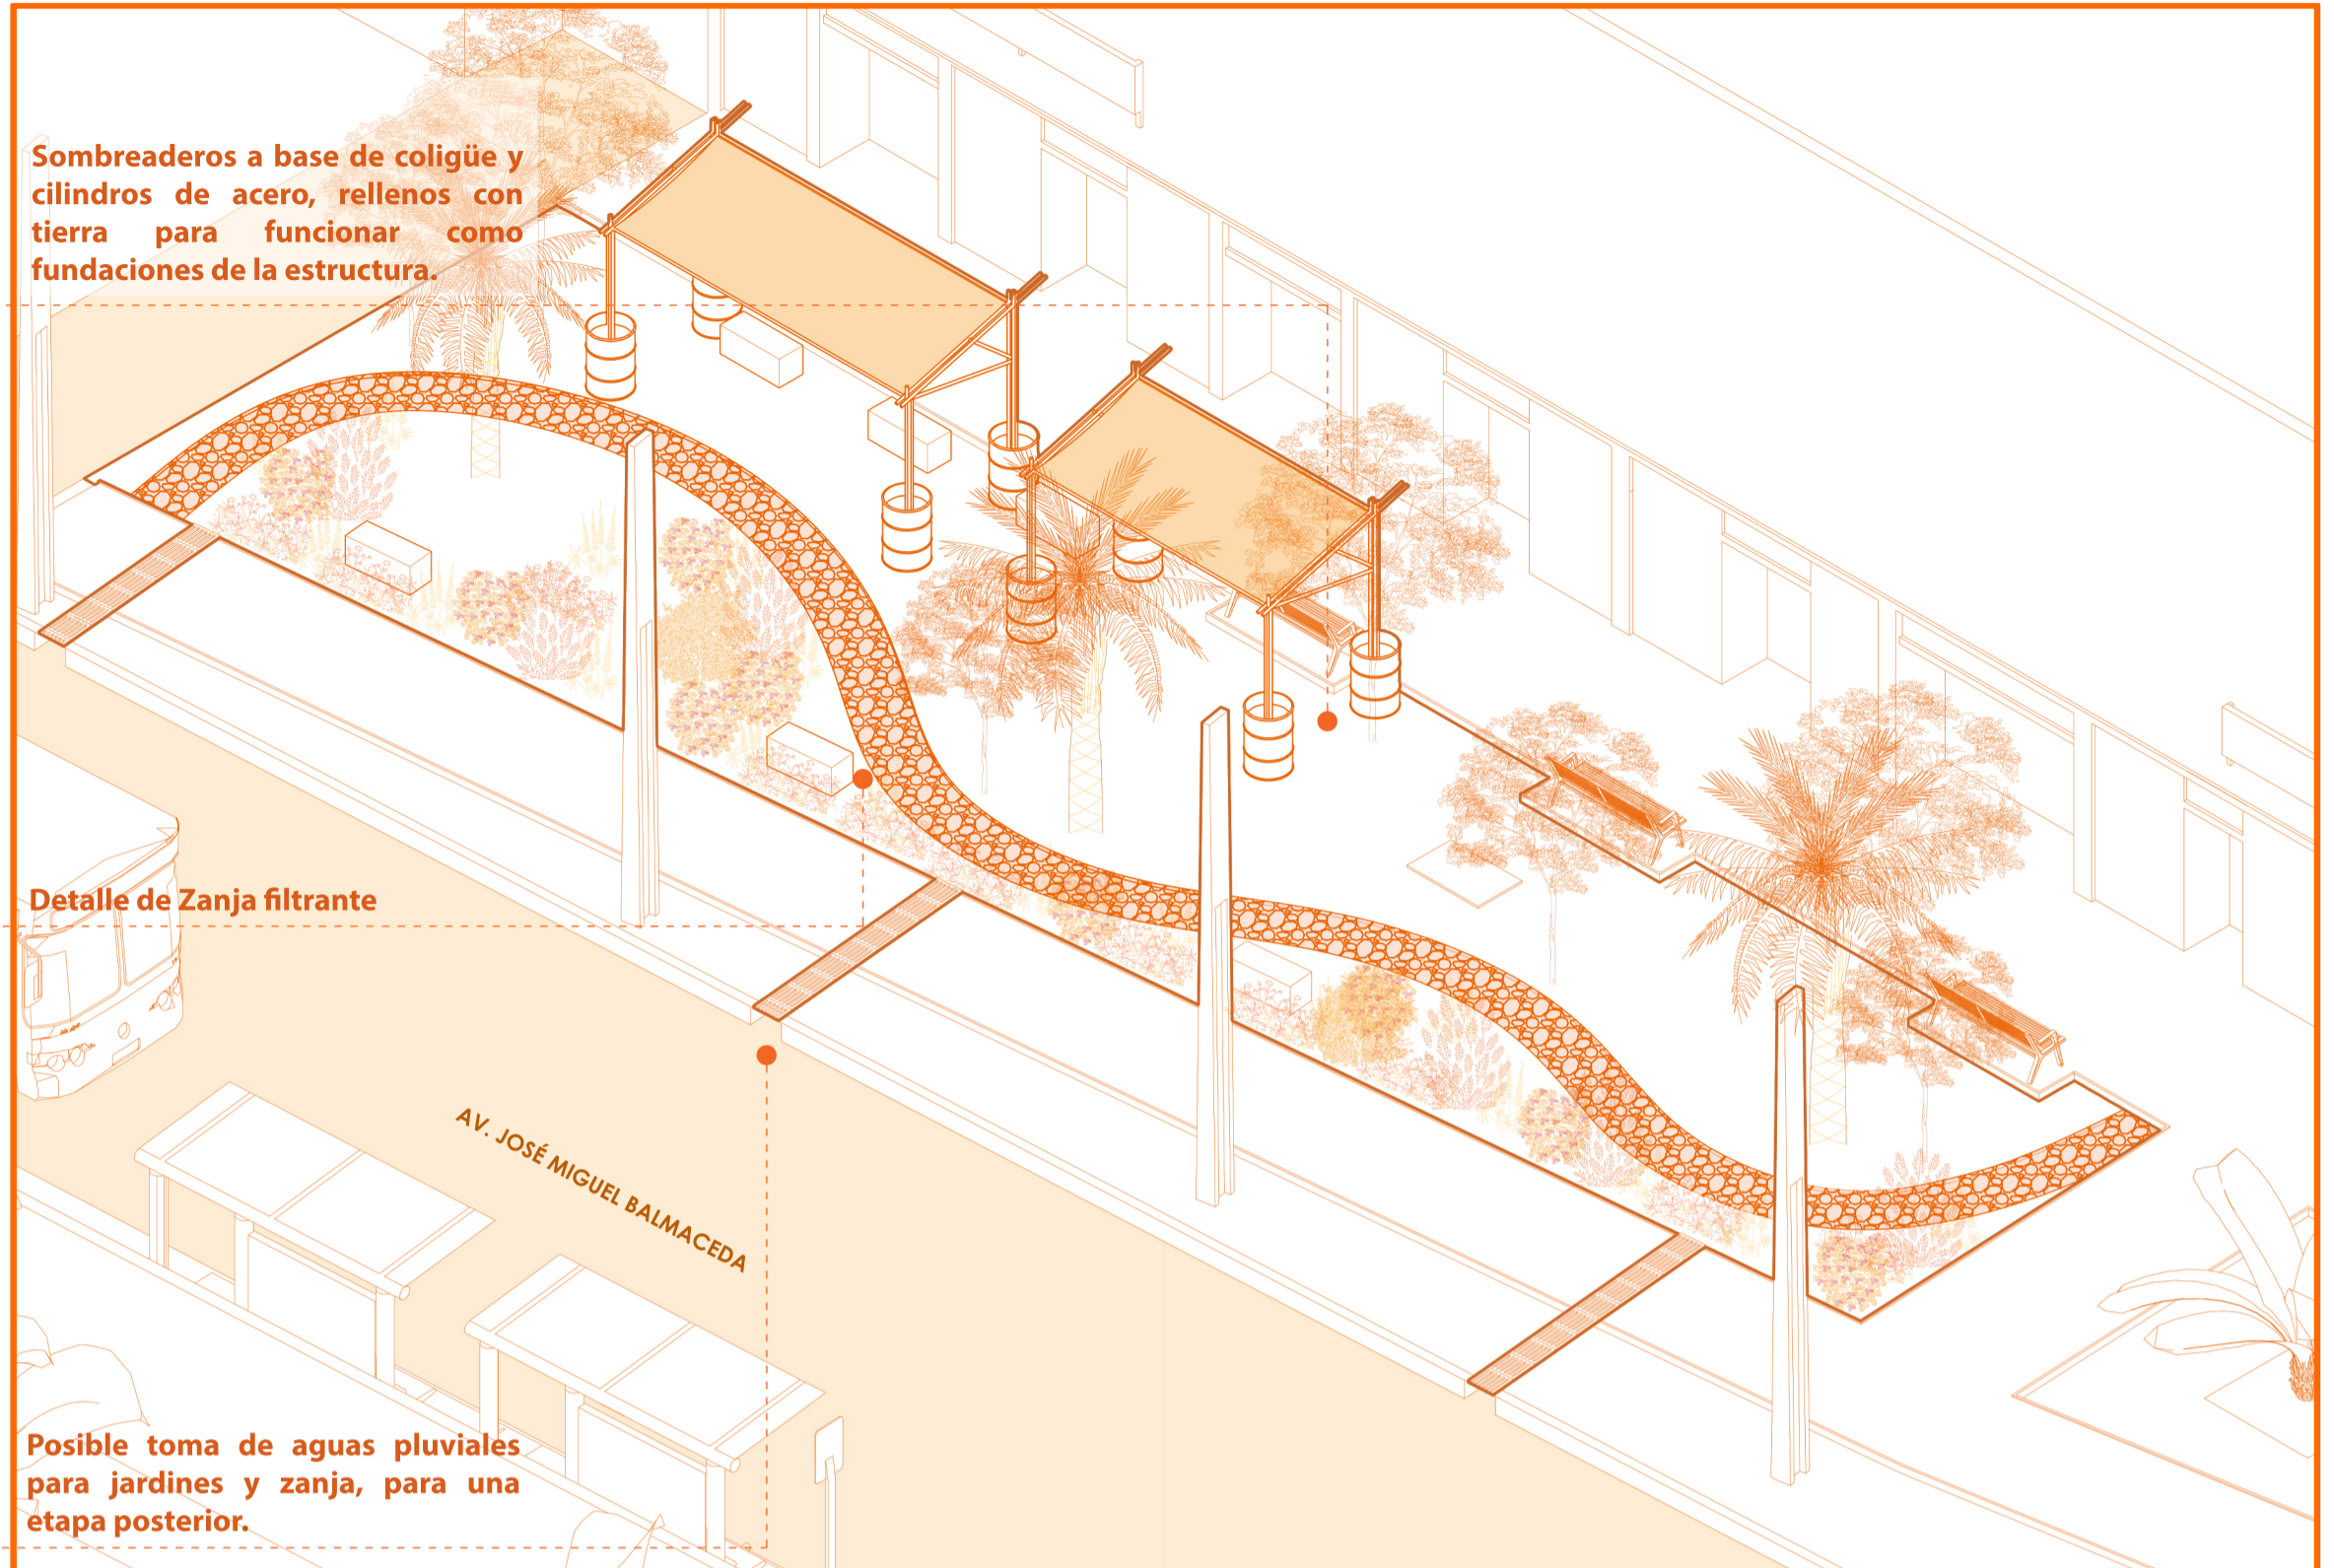 Sombreaderos a base de coligüe y
cilindros de acero, rellenos con
tierra para funcionar como
fundaciones de la estructura.
Detalle de Zanja filtrante
AV. JOSÉ MIGUEL BALMACEDA
Posible toma de aguas pluviales
para jardines y zanja, para una
etapa posterior.